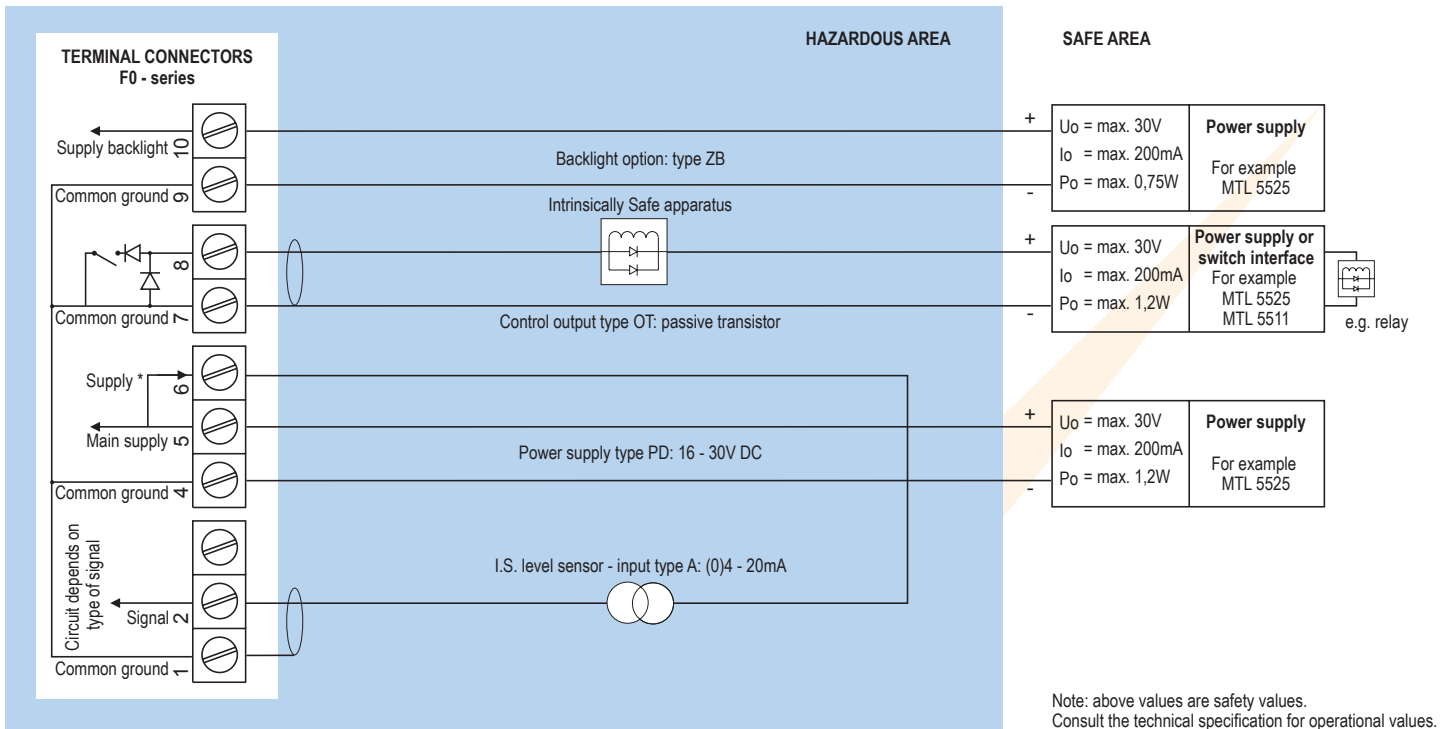 HAZARDOUS AREA
SAFE AREA
TERMINAL CONNECTORS
F0 - series
10
Supply backlight
Common ground
9
8
Common ground
7
Supply *
6
Main supply
5
Common ground
4
Circuit depends on
type of signal
Signal
2
Common ground
1
Backlight option: type ZB
Intrinsically Safe apparatus
Control output type OT: passive transistor
Power supply type PD: 16 - 30V DC
I.S. level sensor - input type A: (0)4 - 20mA
+
-
Uo = max. 30V
Io = max. 200mA
Po = max. 0,75W
Power supply
For example
MTL 5525
+
-
Uo = max. 30V
Io = max. 200mA
Po = max. 1,2W
Power supply or
switch interface
For example
MTL 5525
MTL 5511
e.g. relay
+
-
Uo = max. 30V
Io = max. 200mA
Po = max. 1,2W
Power supply
For example
MTL 5525
Note: above values are safety values.
Consult the technical specification for operational values.